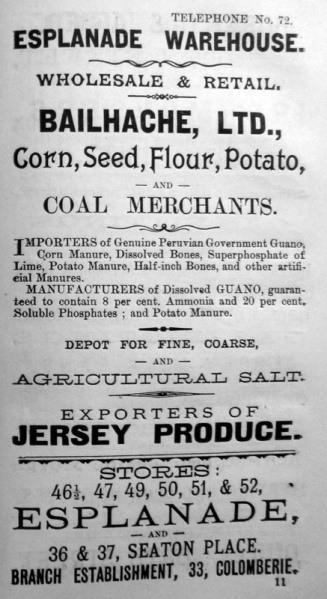 TELEPHONE No. 72.
ESPLANADE WAREHOUSE.
WHOLESALE & RETAIL.
BAILHACHE, LTD.,
Corn, Seed, Flour, Potato,
— AND —
COAL MERCHANTS.
IMPORTERS of Genuine Peruvian Government Guano,
Corn Manure, Dissolved Bones, Superphosphate of
Lime, Potato Manure, Half-inch Bones, and other artifi-
cial Manures.
MANUFACTURERS of Dissolved GUANO, guaran-
teed to contain 8 per cent. Ammonia and 20 per cent.
Soluble Phosphates ; and Potato Manure.
DEPOT FOR FINE, COARSE,
— AND —
AGRICULTURAL SALT.
EXPORTERS OF
JERSEY PRODUCE.
STORES:
46½, 47, 49, 50, 51, & 52,
ESPLANADE,
— AND —
36 & 37, SEATON PLACE.
BRANCH ESTABLISHMENT, 33, COLOMBERIE.
11